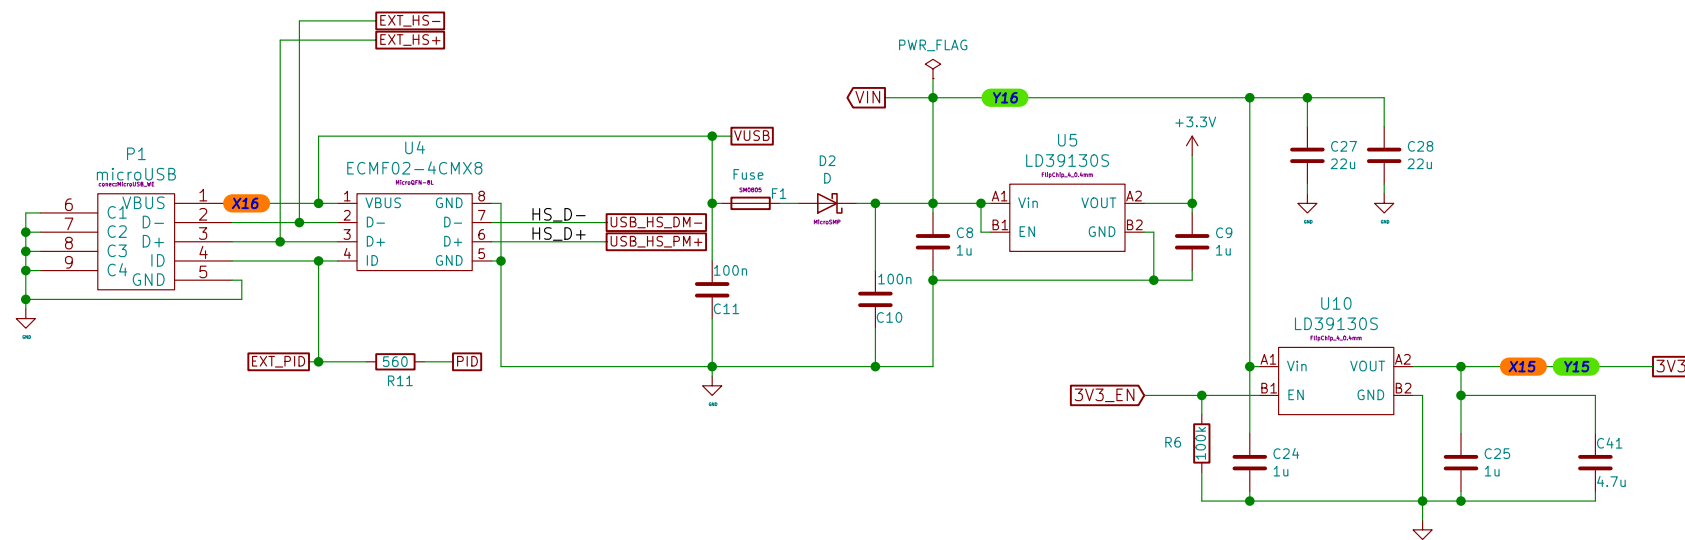 EXT_HS-
EXT_HS+
PWR_FLAG
VIN
Y16
+3.3V
VUSB
P1
microUSB
conec2MicroUSB_WE
U4
ECMF02-4CMX8
MicroQFN-8L
Fuse
SM0805
F1
D2
D
MicroSMP
U5
LD39130S
FlipChip_4_0.4mm
C27
22u
C28
22u
GND
GND
VBUS 1
X16
D- 2
D+ 3
ID 4
GND 5
6 C1
7 C2
8 C3
9 C4
GND
1 VBUS GND 8
2 D- D- 7
3 D+ D+ 6
4 ID GND 5
HS_D-
HS_D+
USB_HS_DM-
USB_HS_PM+
A1 Vin VOUT A2
B1 EN GND B2
C8
1u
C9
1u
100n
C11
100n
C10
EXT_PID
560
R11
PID
GND
U10
LD39130S
FlipChip_4_0.4mm
A1 Vin VOUT A2
B1 EN GND B2
X15
Y15
3V3
3V3_EN
R6
100k
C24
1u
C25
1u
C41
4.7u